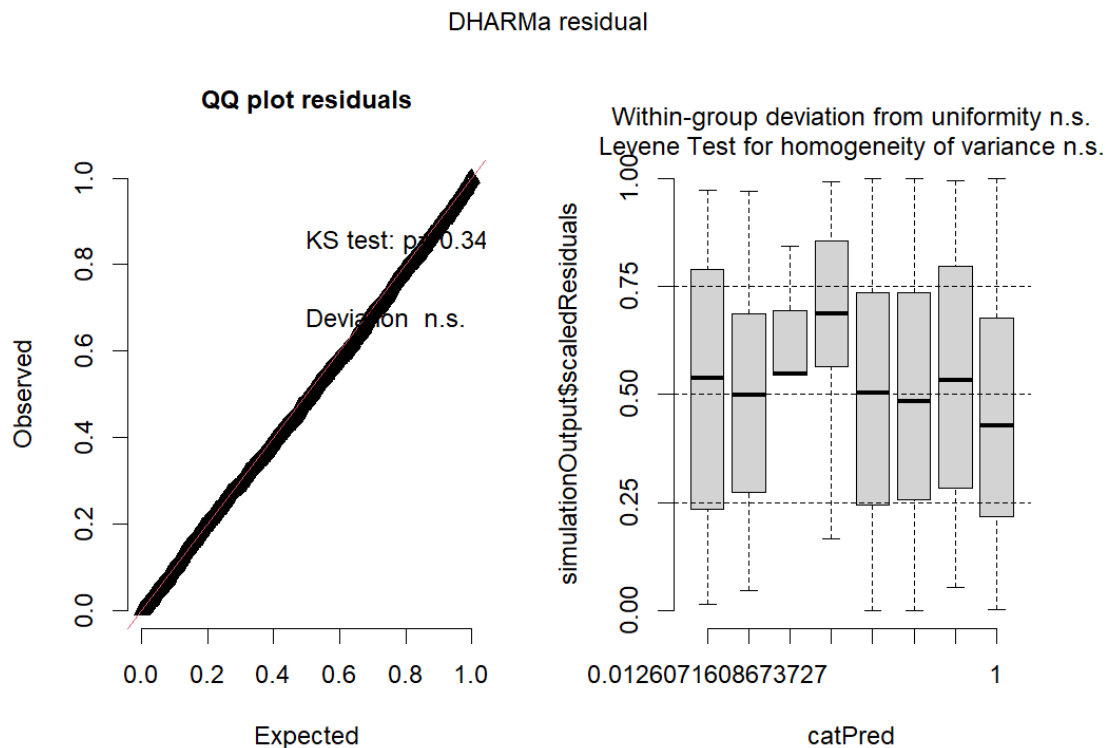 DHARMa residual
QQ plot residuals
KS test: p= 0.34
Deviation n.s.
Observed
0.0 0.2 0.4 0.6 0.8 1.0
0.0 0.2 0.4 0.6 0.8 1.0
Expected
Within-group deviation from uniformity n.s.
Levene Test for homogeneity of variance n.s.
simulationOutput$scaledResiduals
0.00 0.25 0.50 0.75 1.00
0.0126071608673727 1
catPred